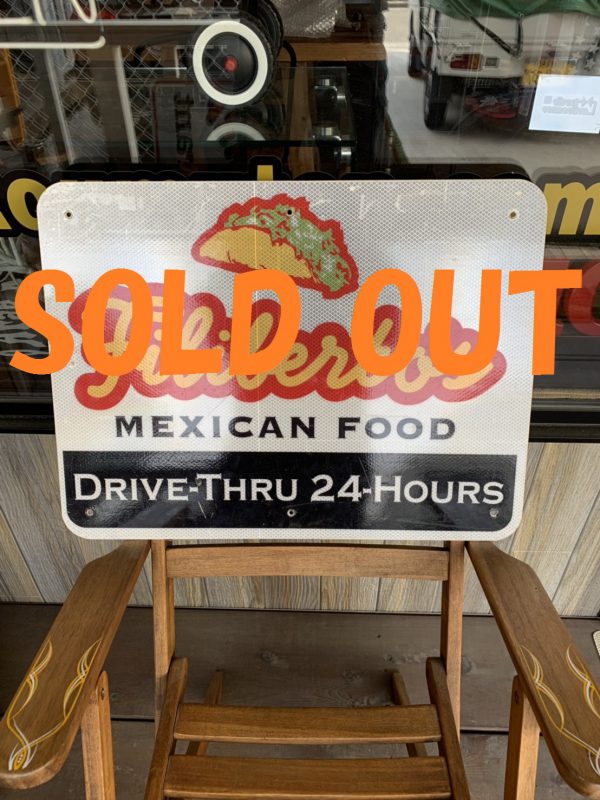 SOLD OUT
Filiberto's
MEXICAN FOOD
DRIVE-THRU 24-HOURS